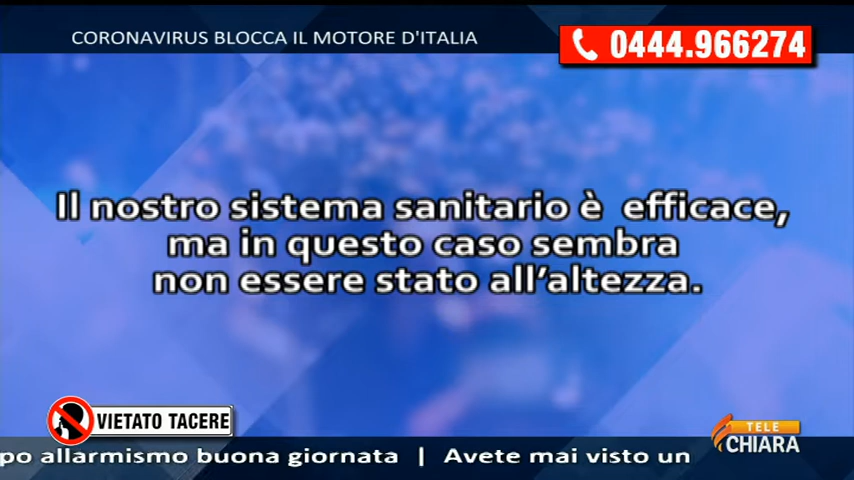 CORONAVIRUS BLOCCA IL MOTORE D'ITALIA
0444.966274
Il nostro sistema sanitario è efficace,
ma in questo caso sembra
non essere stato all'altezza.
VIETATO TACERE
TELE
CHIARA
po allarmismo buona giornata | Avete mai visto un